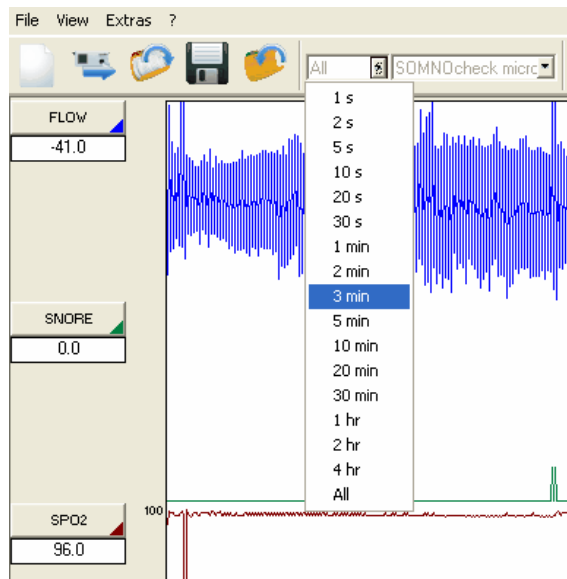 File View Extras ?
All SOMNOcheck micro
FLOW
-41.0
1 s
2 s
5 s
10 s
20 s
30 s
1 min
2 min
3 min
5 min
10 min
20 min
30 min
1 hr
2 hr
4 hr
All
SNORE
0.0
SPO2
96.0
100